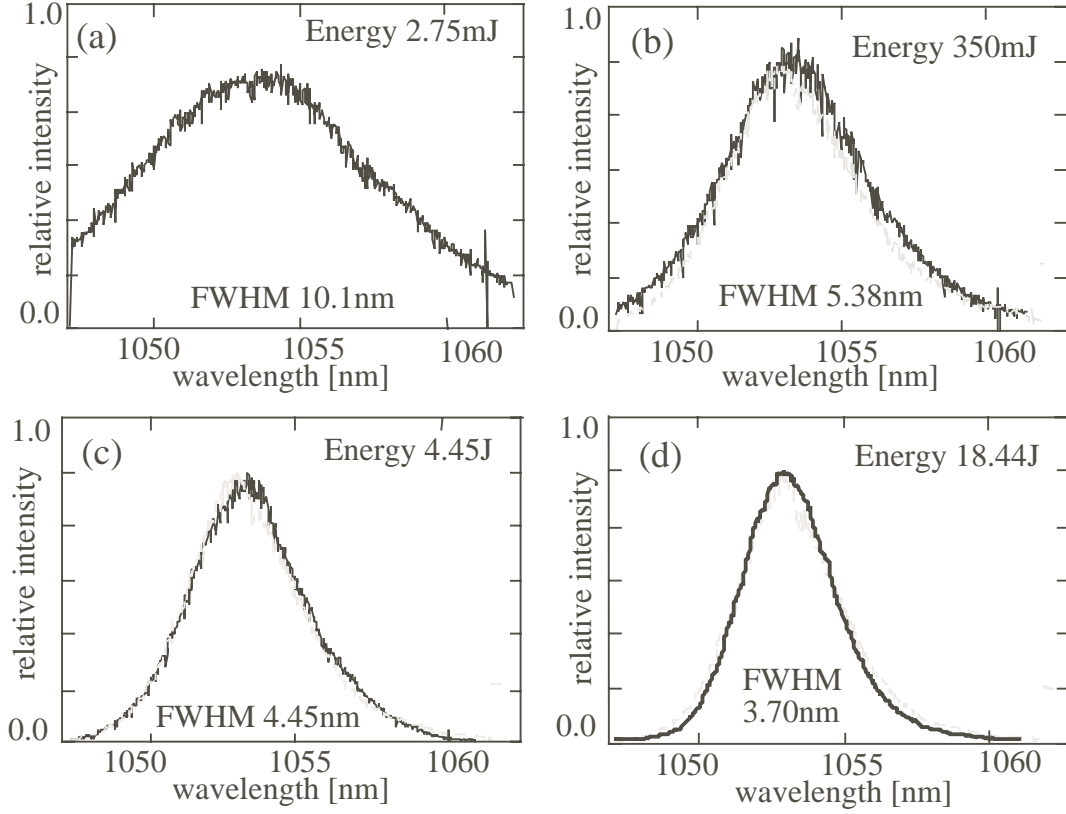 1.0
(a)
Energy 2.75mJ
relative intensity
FWHM 10.1nm
0.0
1050
1055
1060
wavelength [nm]
1.0
(b)
Energy 350mJ
relative intensity
FWHM 5.38nm
0.0
1050
1055
1060
wavelength [nm]
1.0
(c)
Energy 4.45J
relative intensity
FWHM 4.45nm
0.0
1050
1055
1060
wavelength [nm]
1.0
(d)
Energy 18.44J
relative intensity
FWHM
3.70nm
0.0
1050
1055
1060
wavelength [nm]